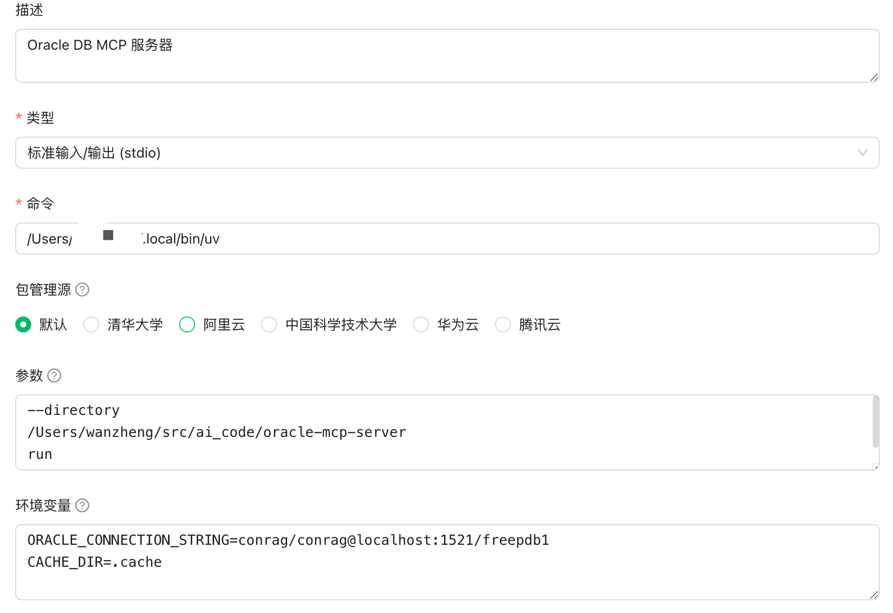 描述
Oracle DB MCP 服务器
* 类型
标准输入/输出 (stdio)
* 命令
/Users/ .local/bin/uv
包管理源 ?
默认 清华大学 阿里云 中国科学技术大学 华为云 腾讯云
参数 ?
--directory
/Users/wanzheng/src/ai_code/oracle-mcp-server
run
环境变量 ?
ORACLE_CONNECTION_STRING=conrag/conrag@localhost:1521/freepdb1
CACHE_DIR=.cache